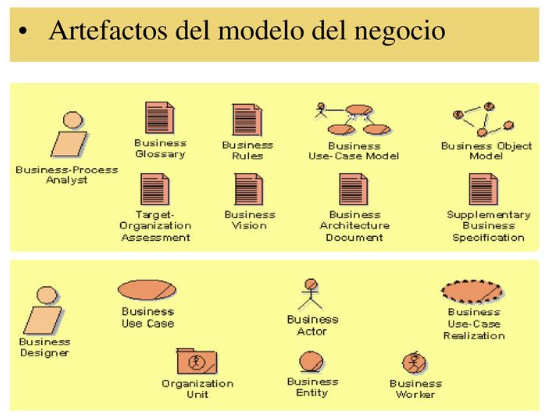 • Artefactos del modelo del negocio
Business-Process
Analyst
Business
Glossary
Business
Rules
Business
Use-Case Model
Business Object
Model
Target-
Organization
Assessment
Business
Vision
Business
Architecture
Document
Supplementary
Business
Specification
Business
Designer
Business
Use Case
Business
Actor
Business
Use-Case
Realization
Organization
Unit
Business
Entity
Business
Worker